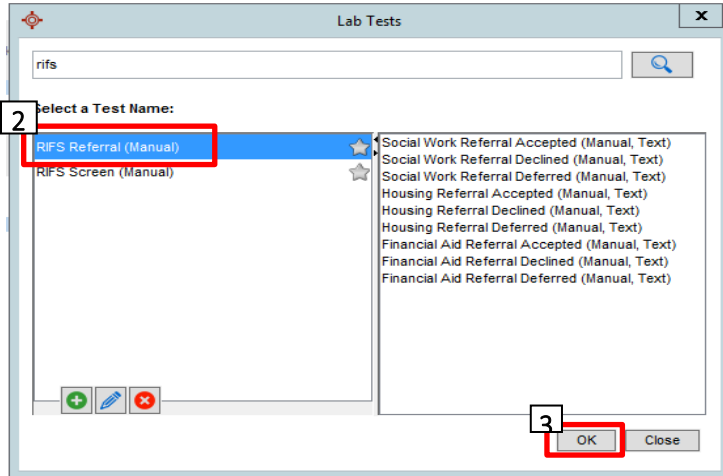 Lab Tests
X
rifs
2
Select a Test Name:
RIFS Referral (Manual)
RIFS Screen (Manual)
Social Work Referral Accepted (Manual, Text)
Social Work Referral Declined (Manual, Text)
Social Work Referral Deferred (Manual, Text)
Housing Referral Accepted (Manual, Text)
Housing Referral Declined (Manual, Text)
Housing Referral Deferred (Manual, Text)
Financial Aid Referral Accepted (Manual, Text)
Financial Aid Referral Declined (Manual, Text)
Financial Aid Referral Deferred (Manual, Text)
3
OK
Close